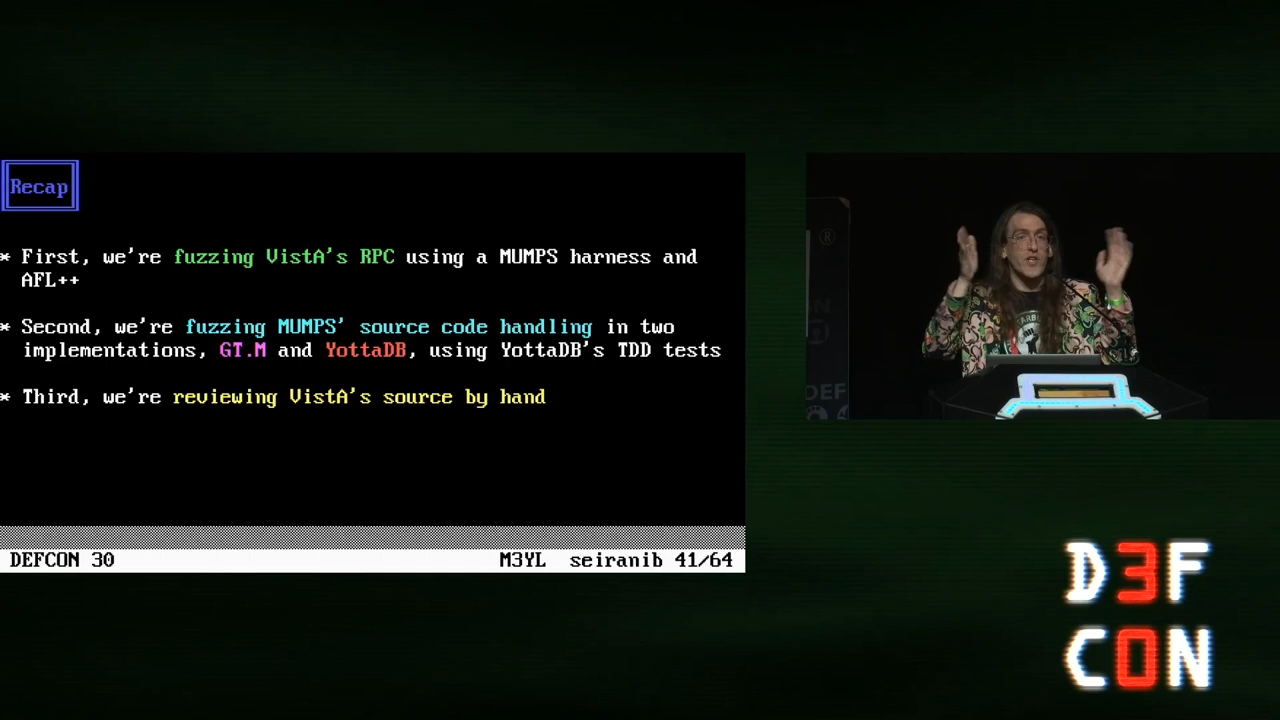 Recap
* First, we're fuzzing VistA's RPC using a MUMPS harness and
AFL++
* Second, we're fuzzing MUMPS' source code handling in two
implementations, GT.M and YottaDB, using YottaDB's TDD tests
* Third, we're reviewing VistA's source by hand
DEFCON 30
M3YL seiranib 41/64
®
DEF
D3F
C0N